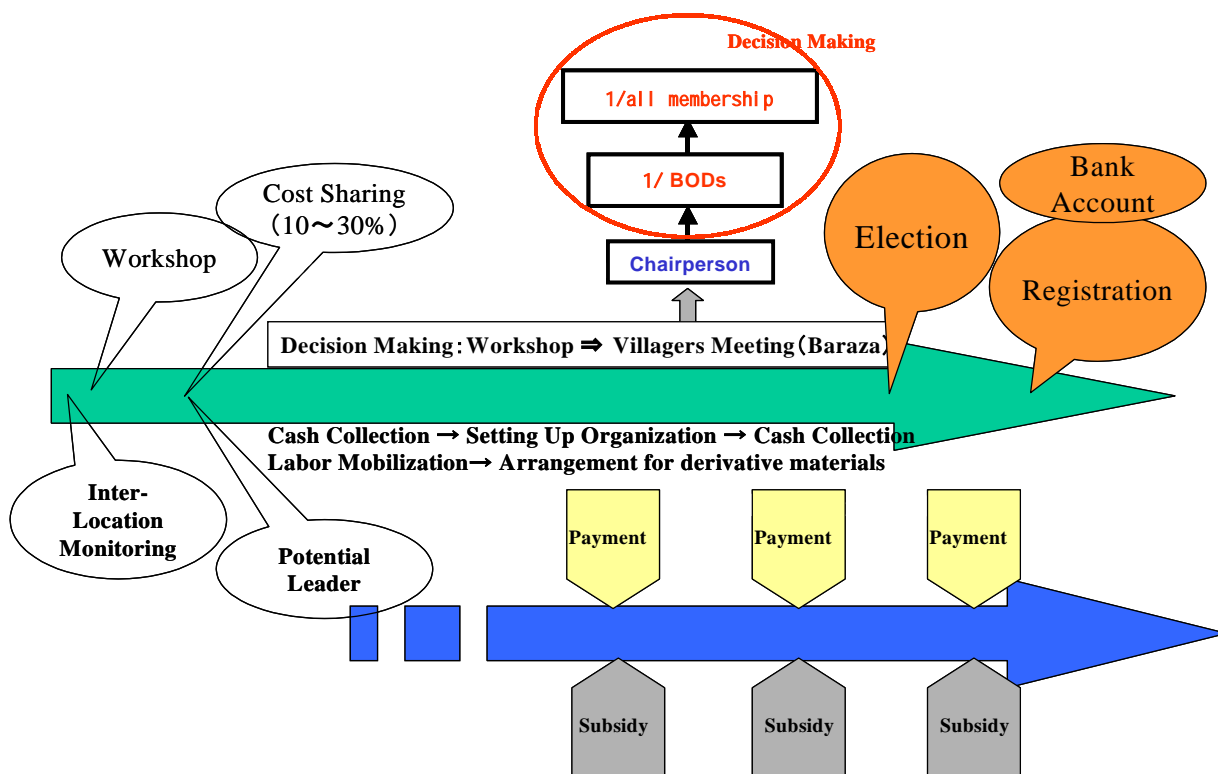 Decision Making
1/all membership
1/ BODs
Chairperson
Cost Sharing
(10～30%)
Workshop
Election
Bank
Account
Registration
Decision Making：Workshop ⇒ Villagers Meeting（Baraza）
Cash Collection → Setting Up Organization → Cash Collection
Labor Mobilization→ Arrangement for derivative materials
Inter-
Location
Monitoring
Potential
Leader
Payment
Payment
Payment
Subsidy
Subsidy
Subsidy